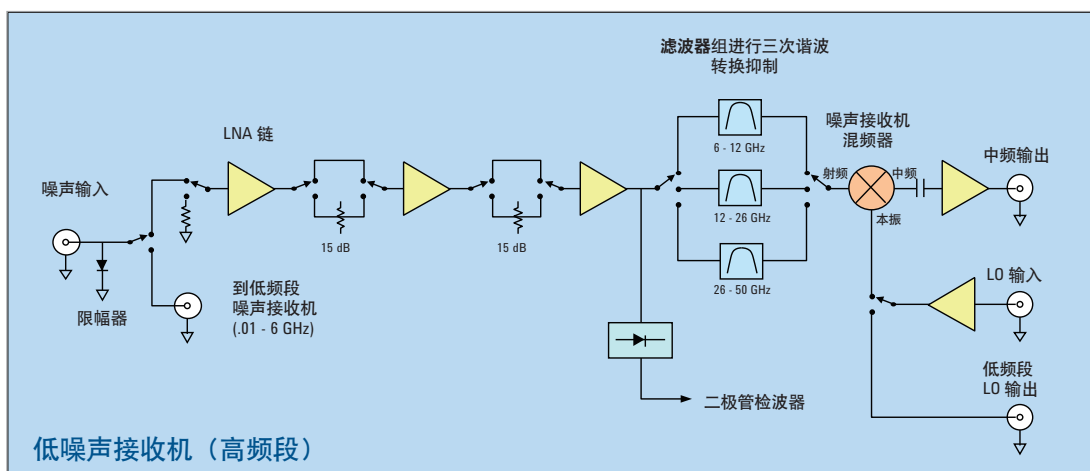 滤波器组进行三次谐波
转换抑制
LNA 链
6 - 12 GHz
噪声接收机
混频器
中频输出
噪声输入
射频
中频
15 dB
15 dB
12 - 26 GHz
本振
到低频段
噪声接收机
(.01 - 6 GHz)
限幅器
26 - 50 GHz
LO 输入
低频段
LO 输出
二极管检波器
低噪声接收机（高频段）